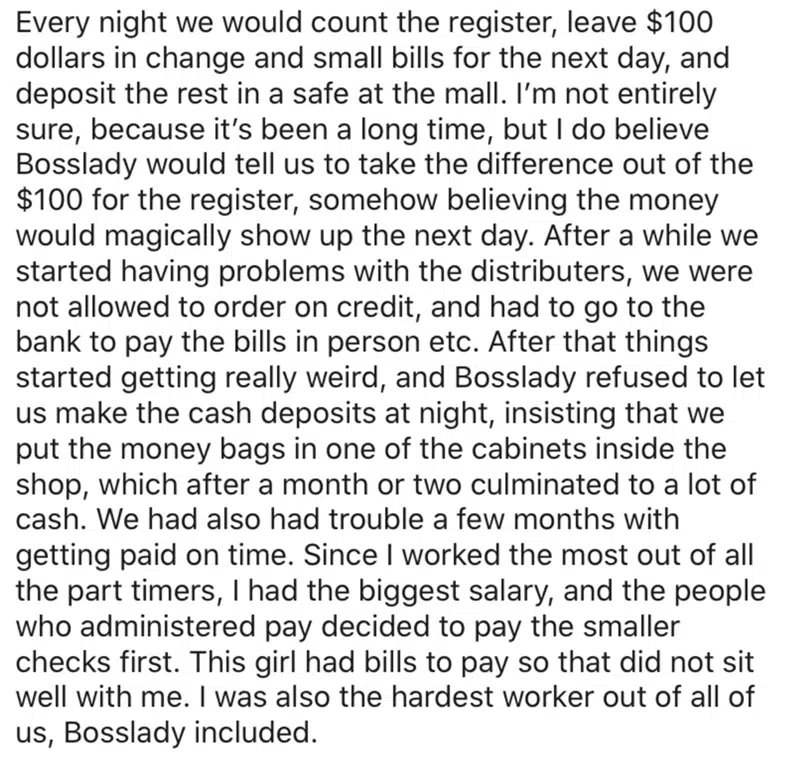 Every night we would count the register, leave $100
dollars in change and small bills for the next day, and
deposit the rest in a safe at the mall. I’m not entirely
sure, because it’s been a long time, but I do believe
Bosslady would tell us to take the difference out of the
$100 for the register, somehow believing the money
would magically show up the next day. After a while we
started having problems with the distributers, we were
not allowed to order on credit, and had to go to the
bank to pay the bills in person etc. After that things
started getting really weird, and Bosslady refused to let
us make the cash deposits at night, insisting that we
put the money bags in one of the cabinets inside the
shop, which after a month or two culminated to a lot of
cash. We had also had trouble a few months with
getting paid on time. Since I worked the most out of all
the part timers, I had the biggest salary, and the people
who administered pay decided to pay the smaller
checks first. This girl had bills to pay so that did not sit
well with me. I was also the hardest worker out of all of
us, Bosslady included.